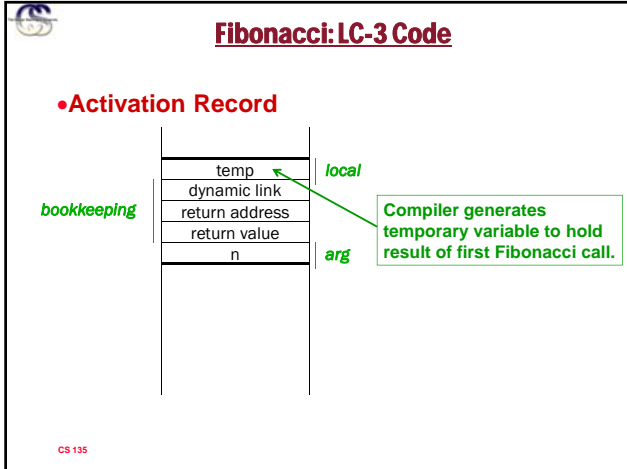 Fibonacci: LC-3 Code
•Activation Record
temp
local
dynamic link
bookkeeping
return address
return value
n
arg
Compiler generates
temporary variable to hold
result of first Fibonacci call.
CS 135